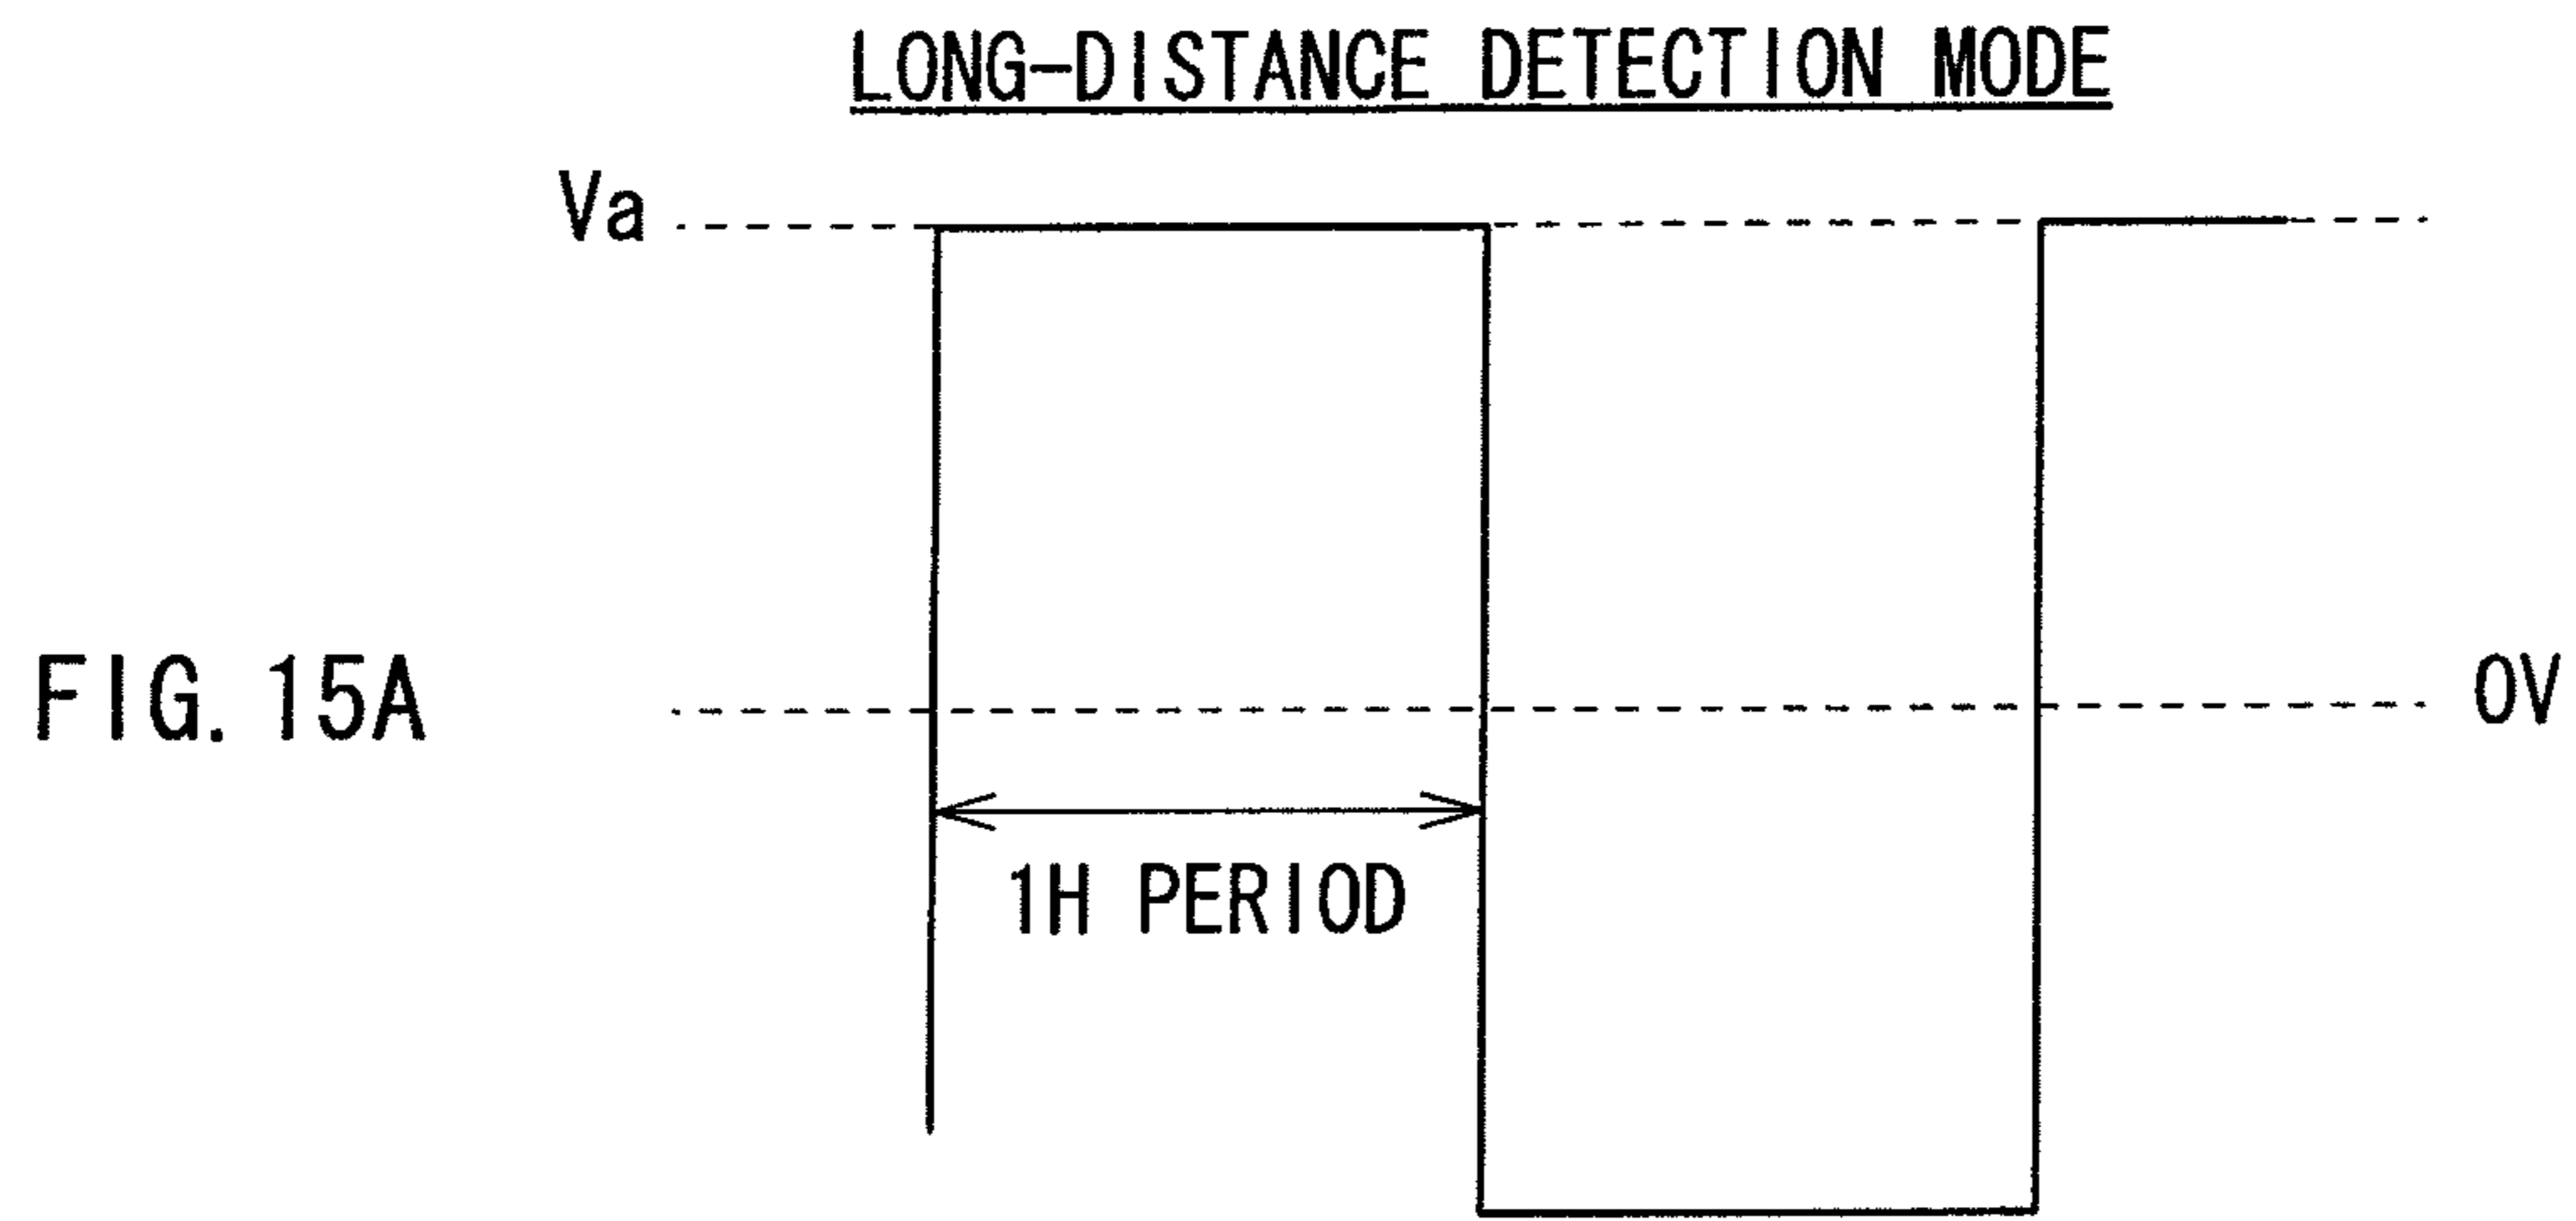 LONG-DISTANCE DETECTION MODE
Va
FIG. 15A
0V
1H PERIOD